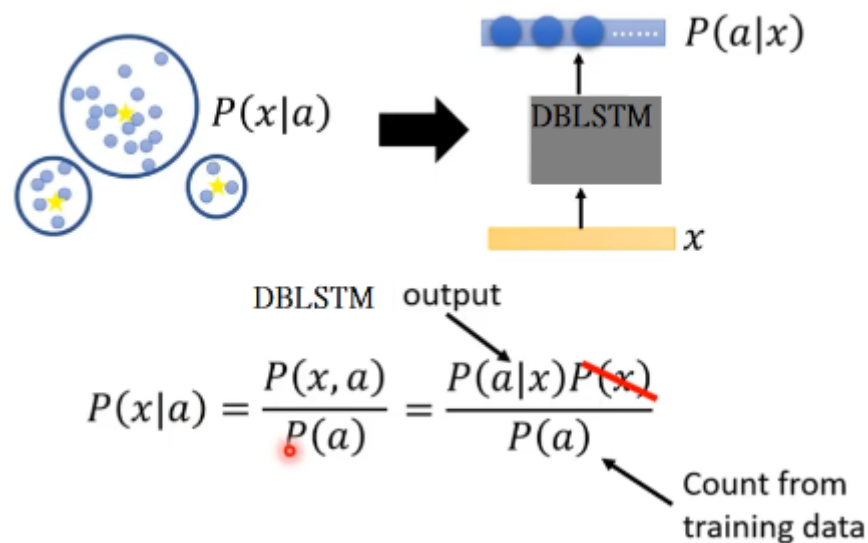 P(a|x)
P(x|a)
DBLSTM
x
DBLSTM output
P(x|a) = P(x, a) / P(a) = P(a|x)P(x) / P(a)
Count from
training data